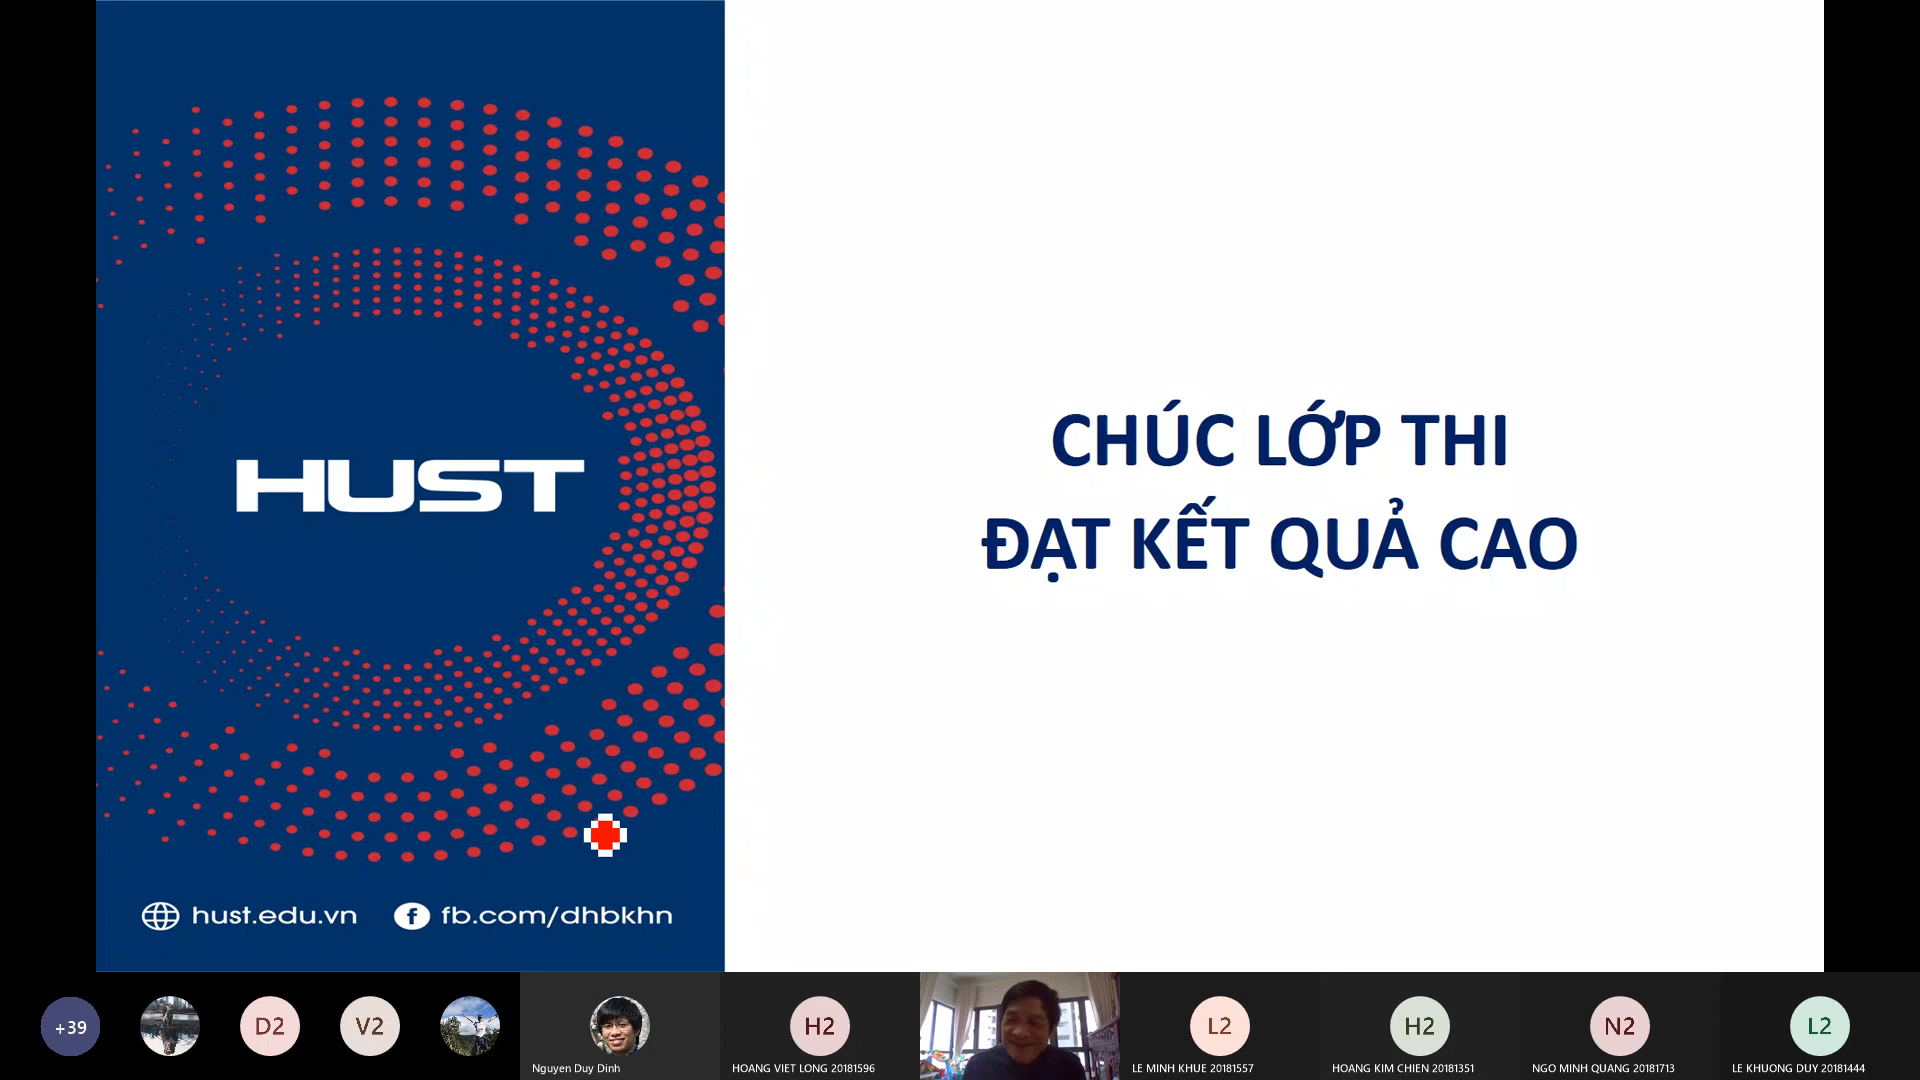 HUST
hust.edu.vn
fb.com/dhbkhn
CHÚC LỚP THI
ĐẠT KẾT QUẢ CAO
+39
D2
V2
Nguyen Duy Dinh
H2
HOANG VIET LONG 20181596
L2
LE MINH KHUE 20181557
H2
HOANG KIM CHIEN 20181351
N2
NGO MINH QUANG 20181713
L2
LE KHUONG DUY 20181444